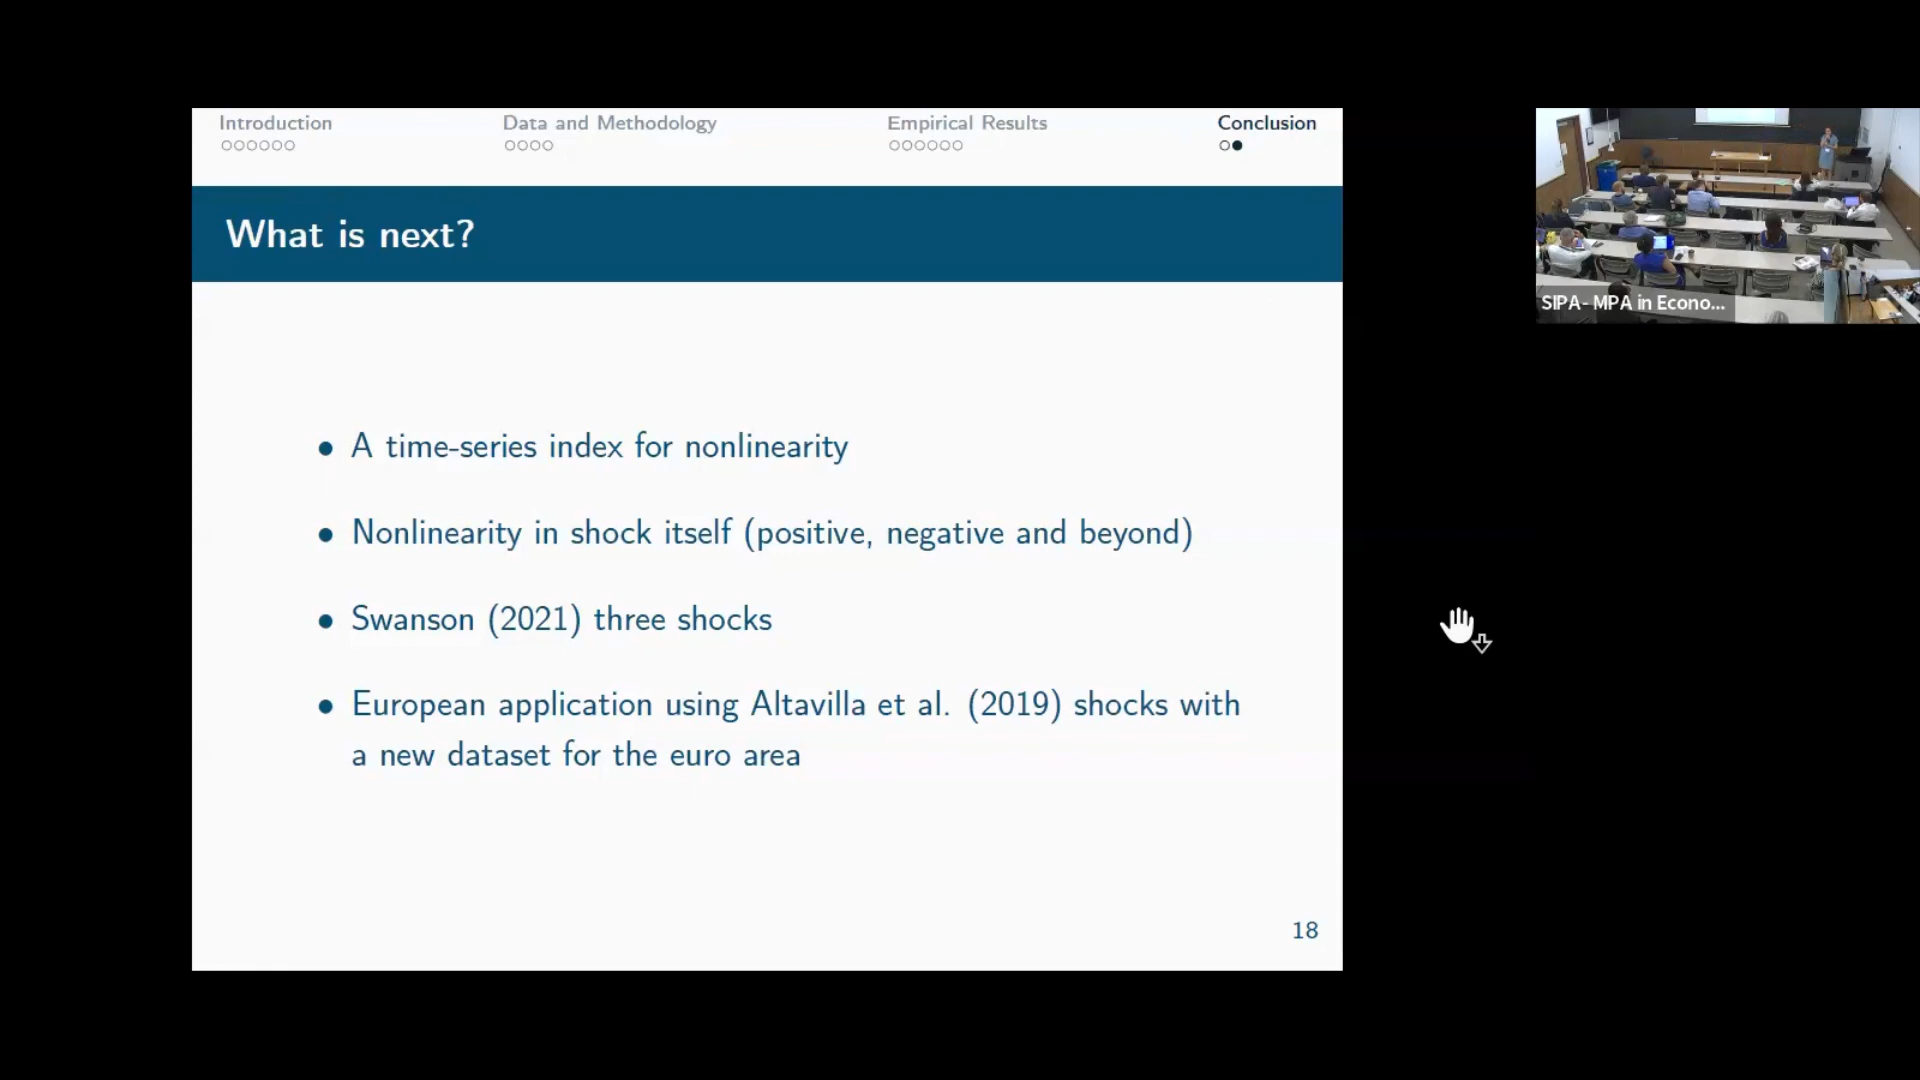 Introduction
Data and Methodology
Empirical Results
Conclusion
What is next?
• A time-series index for nonlinearity
• Nonlinearity in shock itself (positive, negative and beyond)
• Swanson (2021) three shocks
• European application using Altavilla et al. (2019) shocks with
a new dataset for the euro area
18
SIPA- MPA in Econo...